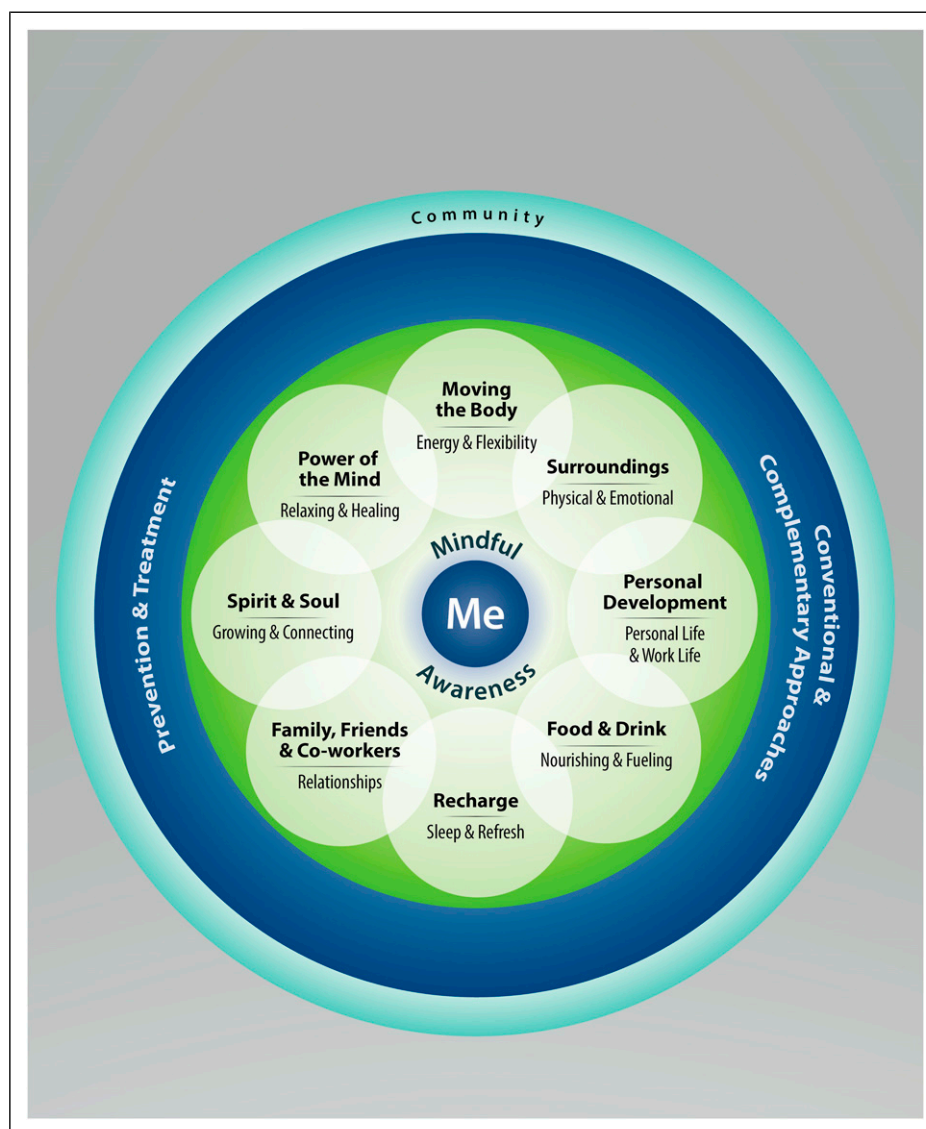 Community
Moving
the Body
Energy & Flexibility
Surroundings
Physical & Emotional
Personal
Development
Personal Life
& Work Life
Food & Drink
Nourishing & Fueling
Recharge
Sleep & Refresh
Family, Friends
& Co-workers
Relationships
Spirit & Soul
Growing & Connecting
Power of
the Mind
Relaxing & Healing
Mindful
Me
Awareness
Prevention & Treatment
Conventional &
Complementary Approaches